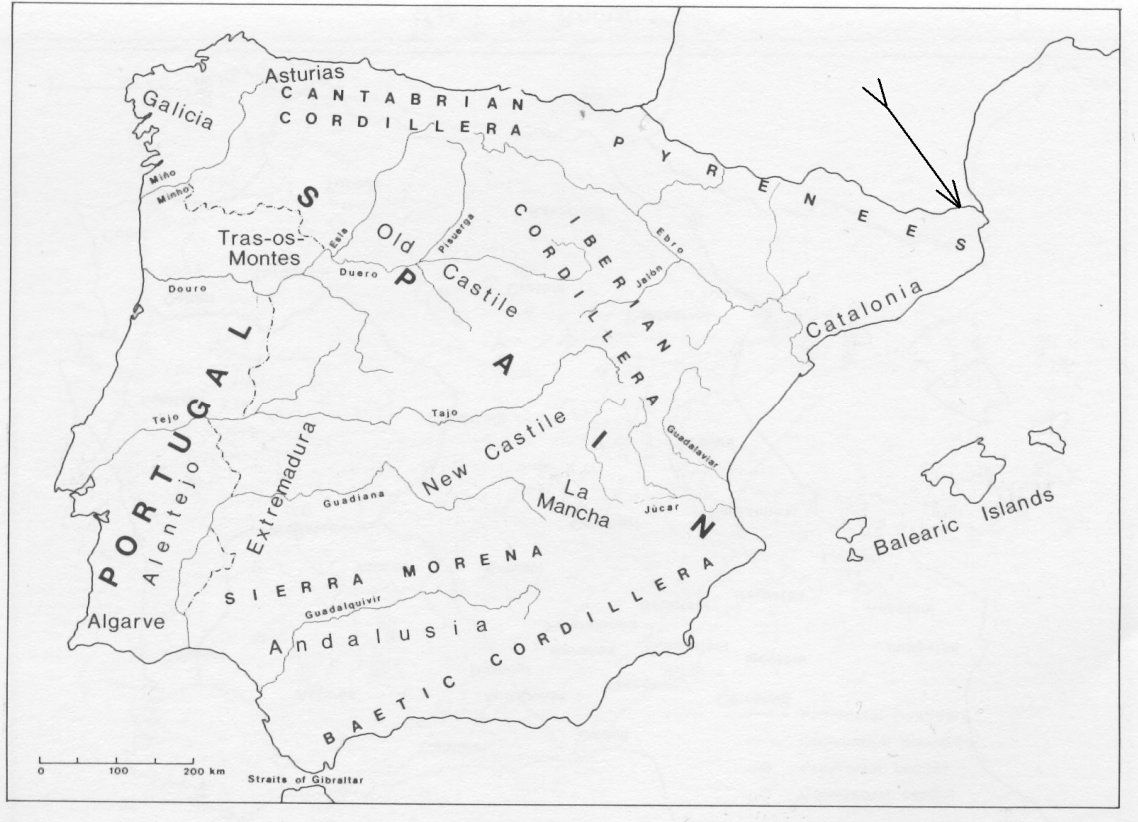 Asturias
CANTABRIAN
CORDILLERA
Galicia
PYRENEES
Miño
Minho
SPAIN
Tras-os-
Montes
Esla
Old
Castile
Pisuerga
IBERIAN
CORDILLERA
Ebro
Duero
Jalón
Douro
Catalonia
PORTUGAL
Tejo
Tajo
New Castile
Guadalaviar
Extremadura
Alentejo
Guadiana
La
Mancha
Júcar
Balearic Islands
SIERRA MORENA
Guadalquivir
Algarve
Andalusia
BAETIC CORDILLERA
0 100 200 km
Straits of Gibraltar